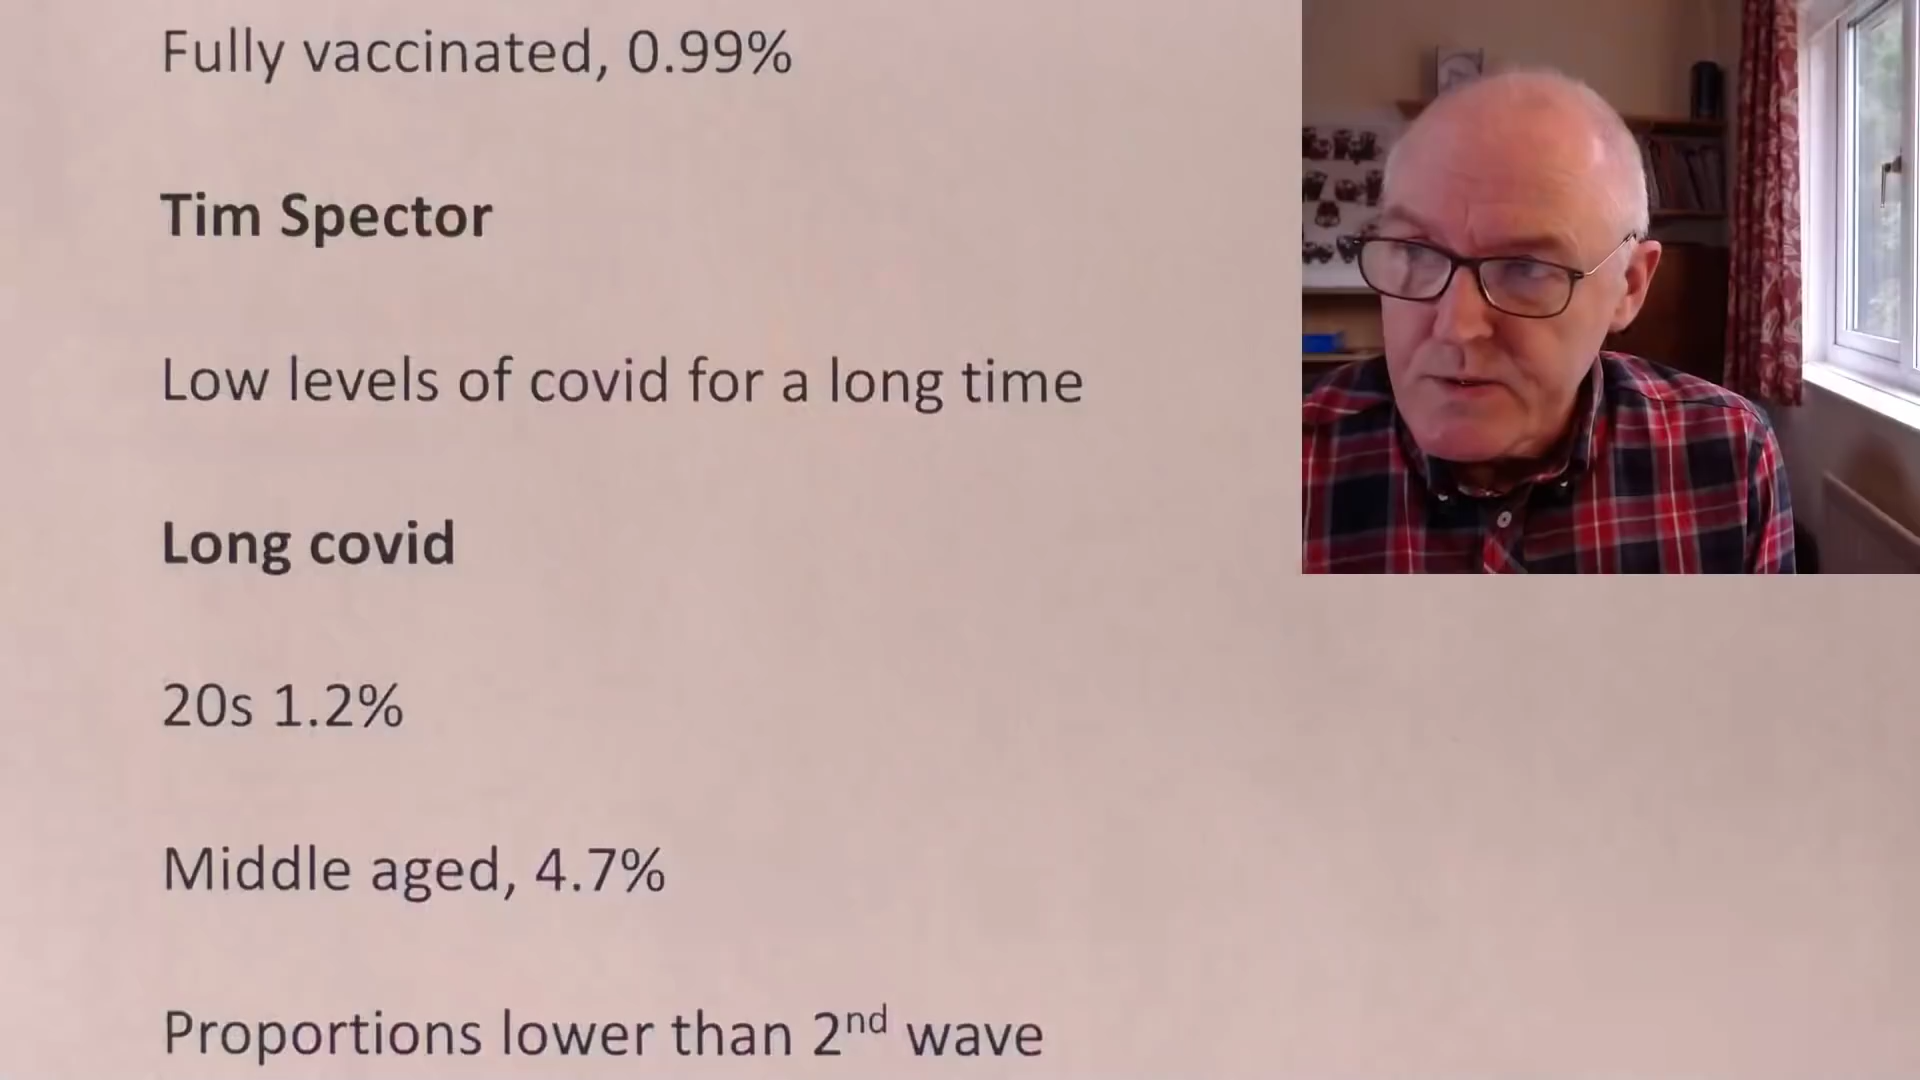 Fully vaccinated, 0.99%
Tim Spector
Low levels of covid for a long time
Long covid
20s 1.2%
Middle aged, 4.7%
Proportions lower than 2nd wave